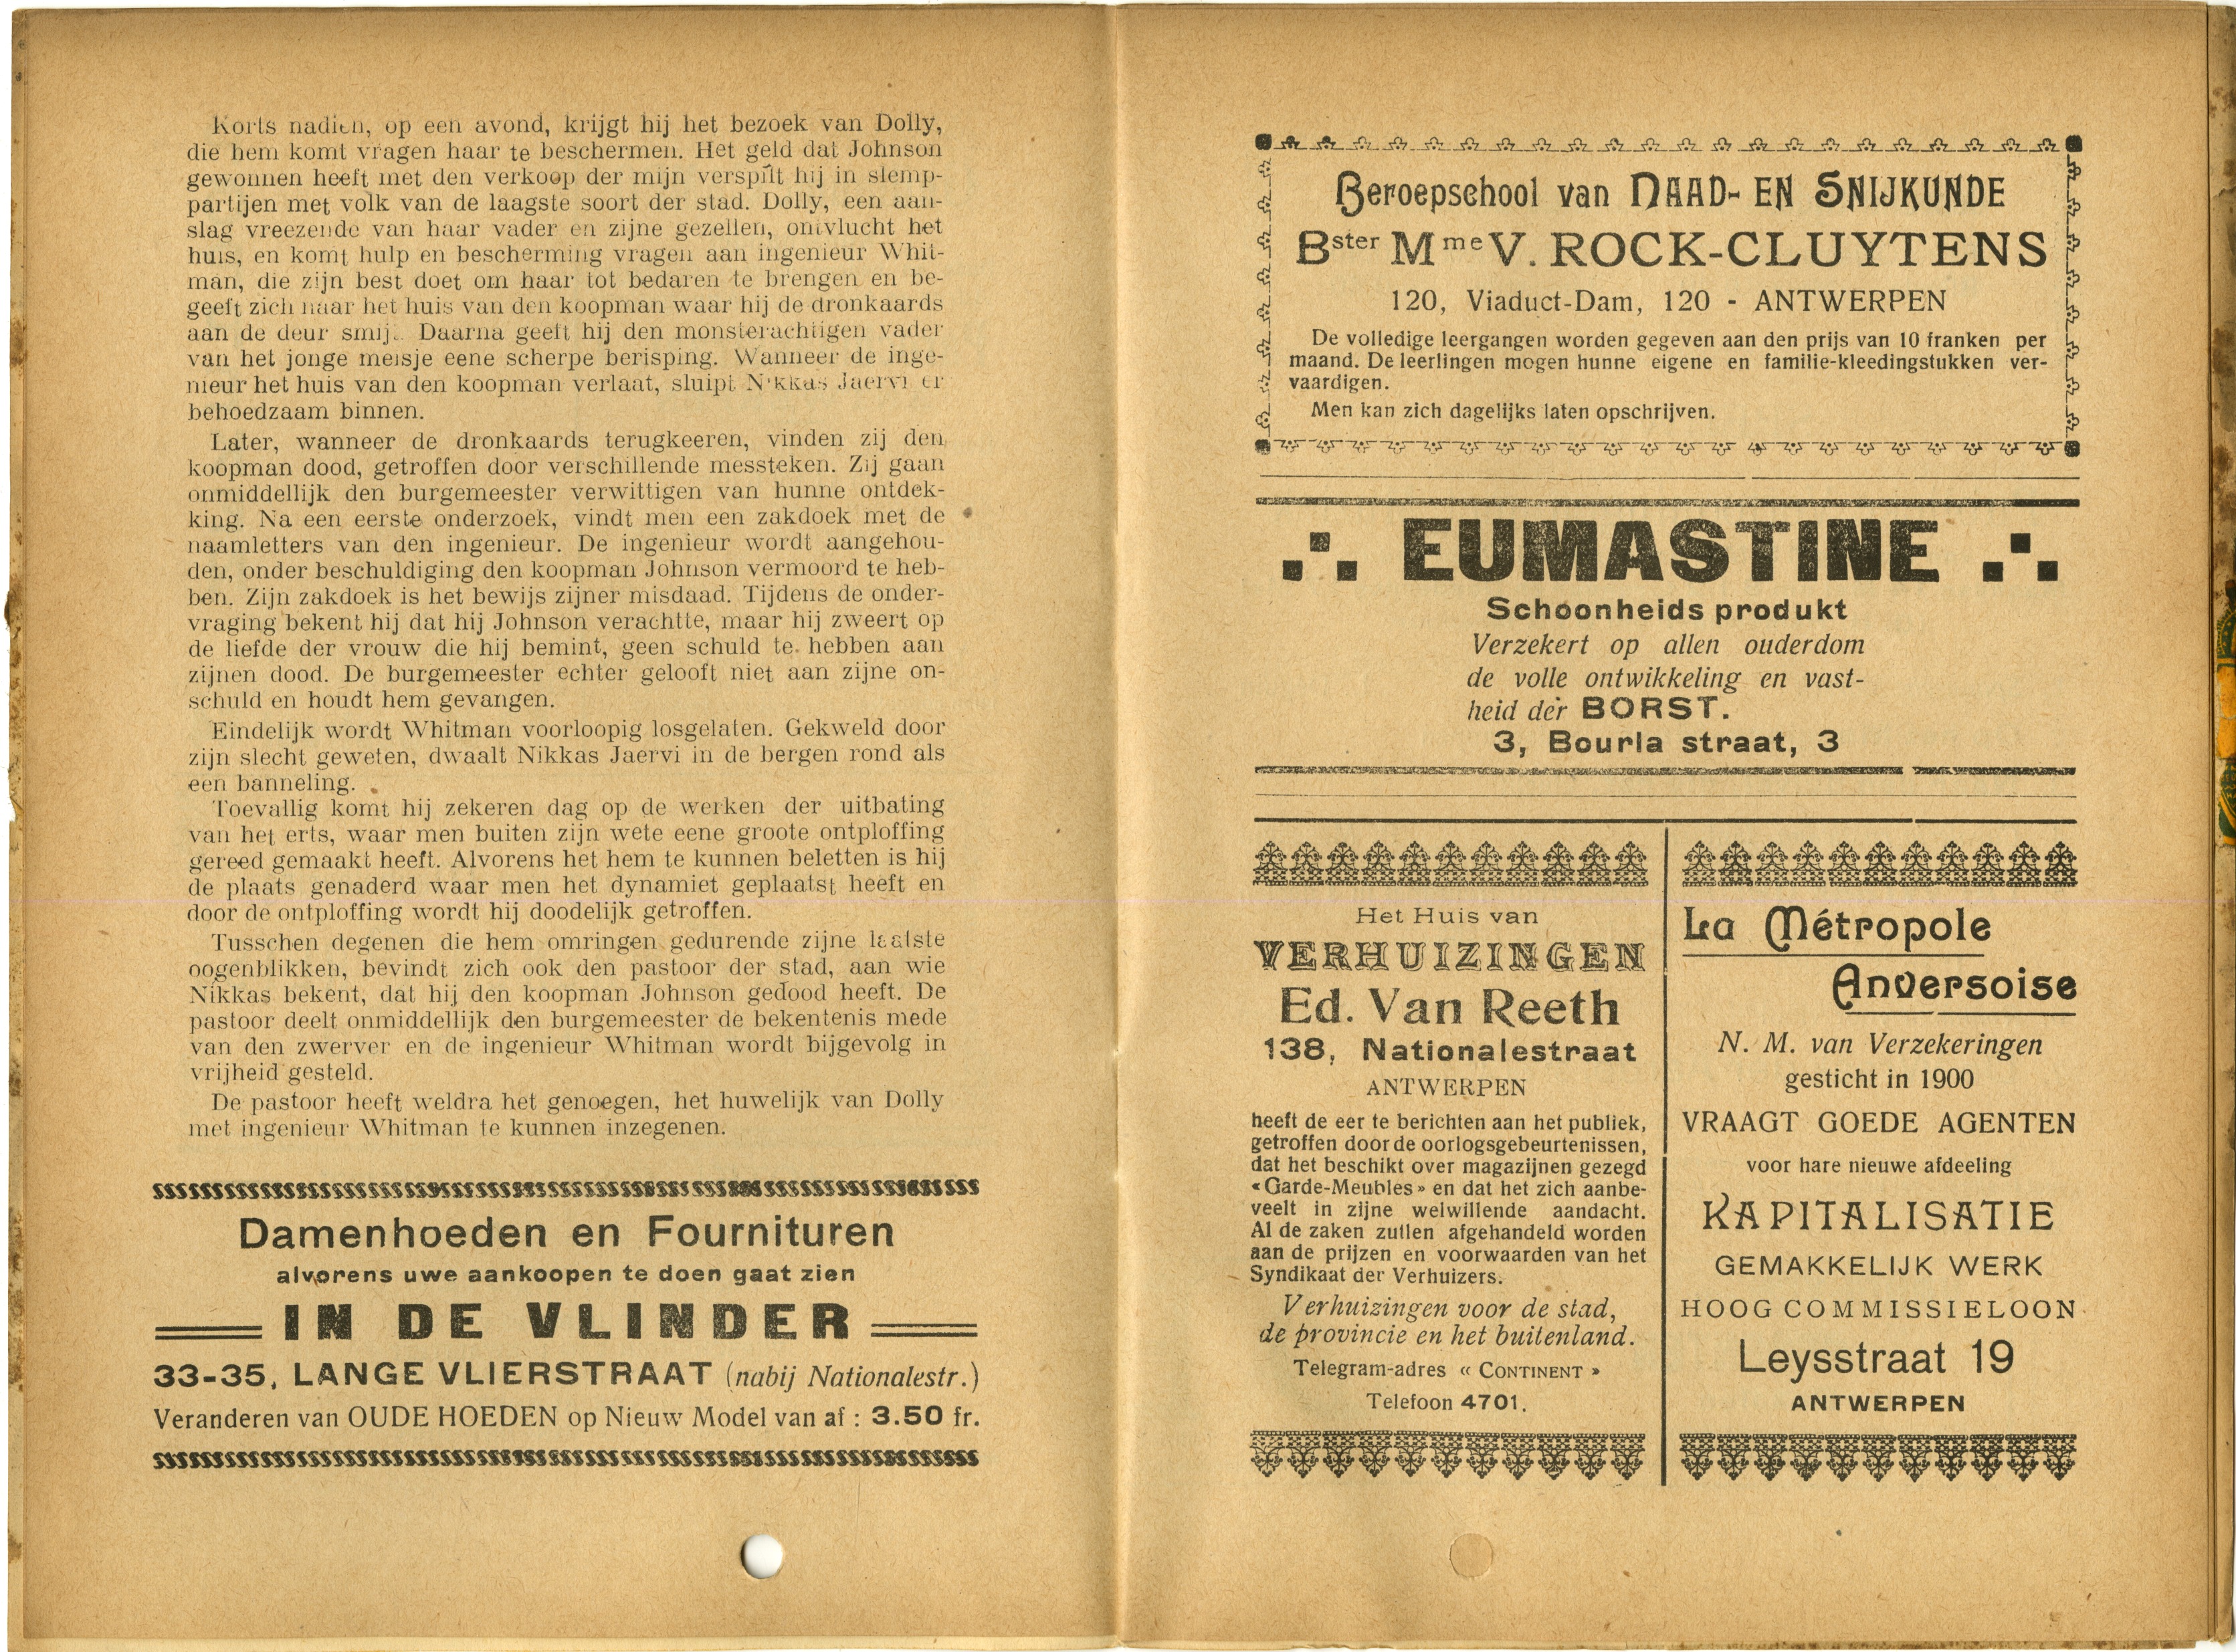 Korts nadien, op een avond, krijgt hij het bezoek van Dolly,
die hem komt vragen haar te beschermen. Het geld dat Johnson
gewonnen heeft met den verkoop der mijn verspilt hij in slemp-
partijen met volk van de laagste soort der stad. Dolly, een aan-
slag vreezende van haar vader en zijne gezellen, ontvlucht het
huis, en komt hulp en bescherming vragen aan ingenieur Whit-
man, die zijn best doet om haar tot bedaren te brengen en be-
geeft zich naar het huis van den koopman waar hij de dronkaards
aan de deur smijt. Daarna geeft hij den monsterachtigen vader
van het jonge meisje eene scherpe berisping. Wanneer de inge-
nieur het huis van den koopman verlaat, sluipt Nikkas Jaervi er
behoedzaam binnen.
Later, wanneer de dronkaards terugkeeren, vinden zij den
koopman dood, getroffen door verschillende messteken. Zij gaan
onmiddellijk den burgemeester verwittigen van hunne ontdek-
king. Na een eerste onderzoek, vindt men een zakdoek met de
naamletters van den ingenieur. De ingenieur wordt aangehou-
den, onder beschuldiging den koopman Johnson vermoord te heb-
ben. Zijn zakdoek is het bewijs zijner misdaad. Tijdens de onder-
vraging bekent hij dat hij Johnson verachtte, maar hij zweert op
de liefde der vrouw die hij bemint, geen schuld te hebben aan
zijnen dood. De burgemeester echter gelooft niet aan zijne on-
schuld en houdt hem gevangen.
Eindelijk wordt Whitman voorloopig losgelaten. Gekweld door
zijn slecht geweten, dwaalt Nikkas Jaervi in de bergen rond als
een banneling.
Toevallig komt hij zekeren dag op de werken der uitbating
van het erts, waar men buiten zijn wete eene groote ontploffing
gereed gemaakt heeft. Alvorens het hem te kunnen beletten is hij
de plaats genaderd waar men het dynamiet geplaatst heeft en
door de ontploffing wordt hij doodelijk getroffen.
Tusschen degenen die hem omringen gedurende zijne laatste
oogenblikken, bevindt zich ook den pastoor der stad, aan wie
Nikkas bekent, dat hij den koopman Johnson gedood heeft. De
pastoor deelt onmiddellijk den burgemeester de bekentenis mede
van den zwerver en de ingenieur Whitman wordt bijgevolg in
vrijheid gesteld.
De pastoor heeft weldra het genoegen, het huwelijk van Dolly
met ingenieur Whitman te kunnen inzegenen.
Damenhoeden en Fournituren
alvorens uwe aankoopen te doen gaat zien
IN DE VLINDER
33-35, LANGE VLIERSTRAAT (nabij Nationalestr.)
Veranderen van OUDE HOEDEN op Nieuw Model van af : 3.50 fr.
Beroepschool van NAAD- EN SNIJKUNDE
Bster Mme V. ROCK-CLUYTENS
120, Viaduct-Dam, 120 - ANTWERPEN
De volledige leergangen worden gegeven aan den prijs van 10 franken per
maand. De leerlingen mogen hunne eigene en familie-kleedingstukken ver-
vaardigen.
Men kan zich dagelijks laten opschrijven.
EUMASTINE
Schoonheids produkt
Verzekert op allen ouderdom
de volle ontwikkeling en vast-
heid der BORST.
3, Bourla straat, 3
Het Huis van
VERHUIZINGEN
Ed. Van Reeth
138, Nationalestraat
ANTWERPEN
heeft de eer te berichten aan het publiek,
getroffen door de oorlogsgebeurtenissen,
dat het beschikt over magazijnen gezegd
« Garde-Meubles » en dat het zich aanbe-
veelt in zijne welwillende aandacht.
Al de zaken zullen afgehandeld worden
aan de prijzen en voorwaarden van het
Syndikaat der Verhuizers.
Verhuizingen voor de stad,
de provincie en het buitenland.
Telegram-adres « CONTINENT »
Telefoon 4701.
La Métropole
Anversoise
N. M. van Verzekeringen
gesticht in 1900
VRAAGT GOEDE AGENTEN
voor hare nieuwe afdeeling
KAPITALISATIE
GEMAKKELIJK WERK
HOOG COMMISSIELOON
Leysstraat 19
ANTWERPEN